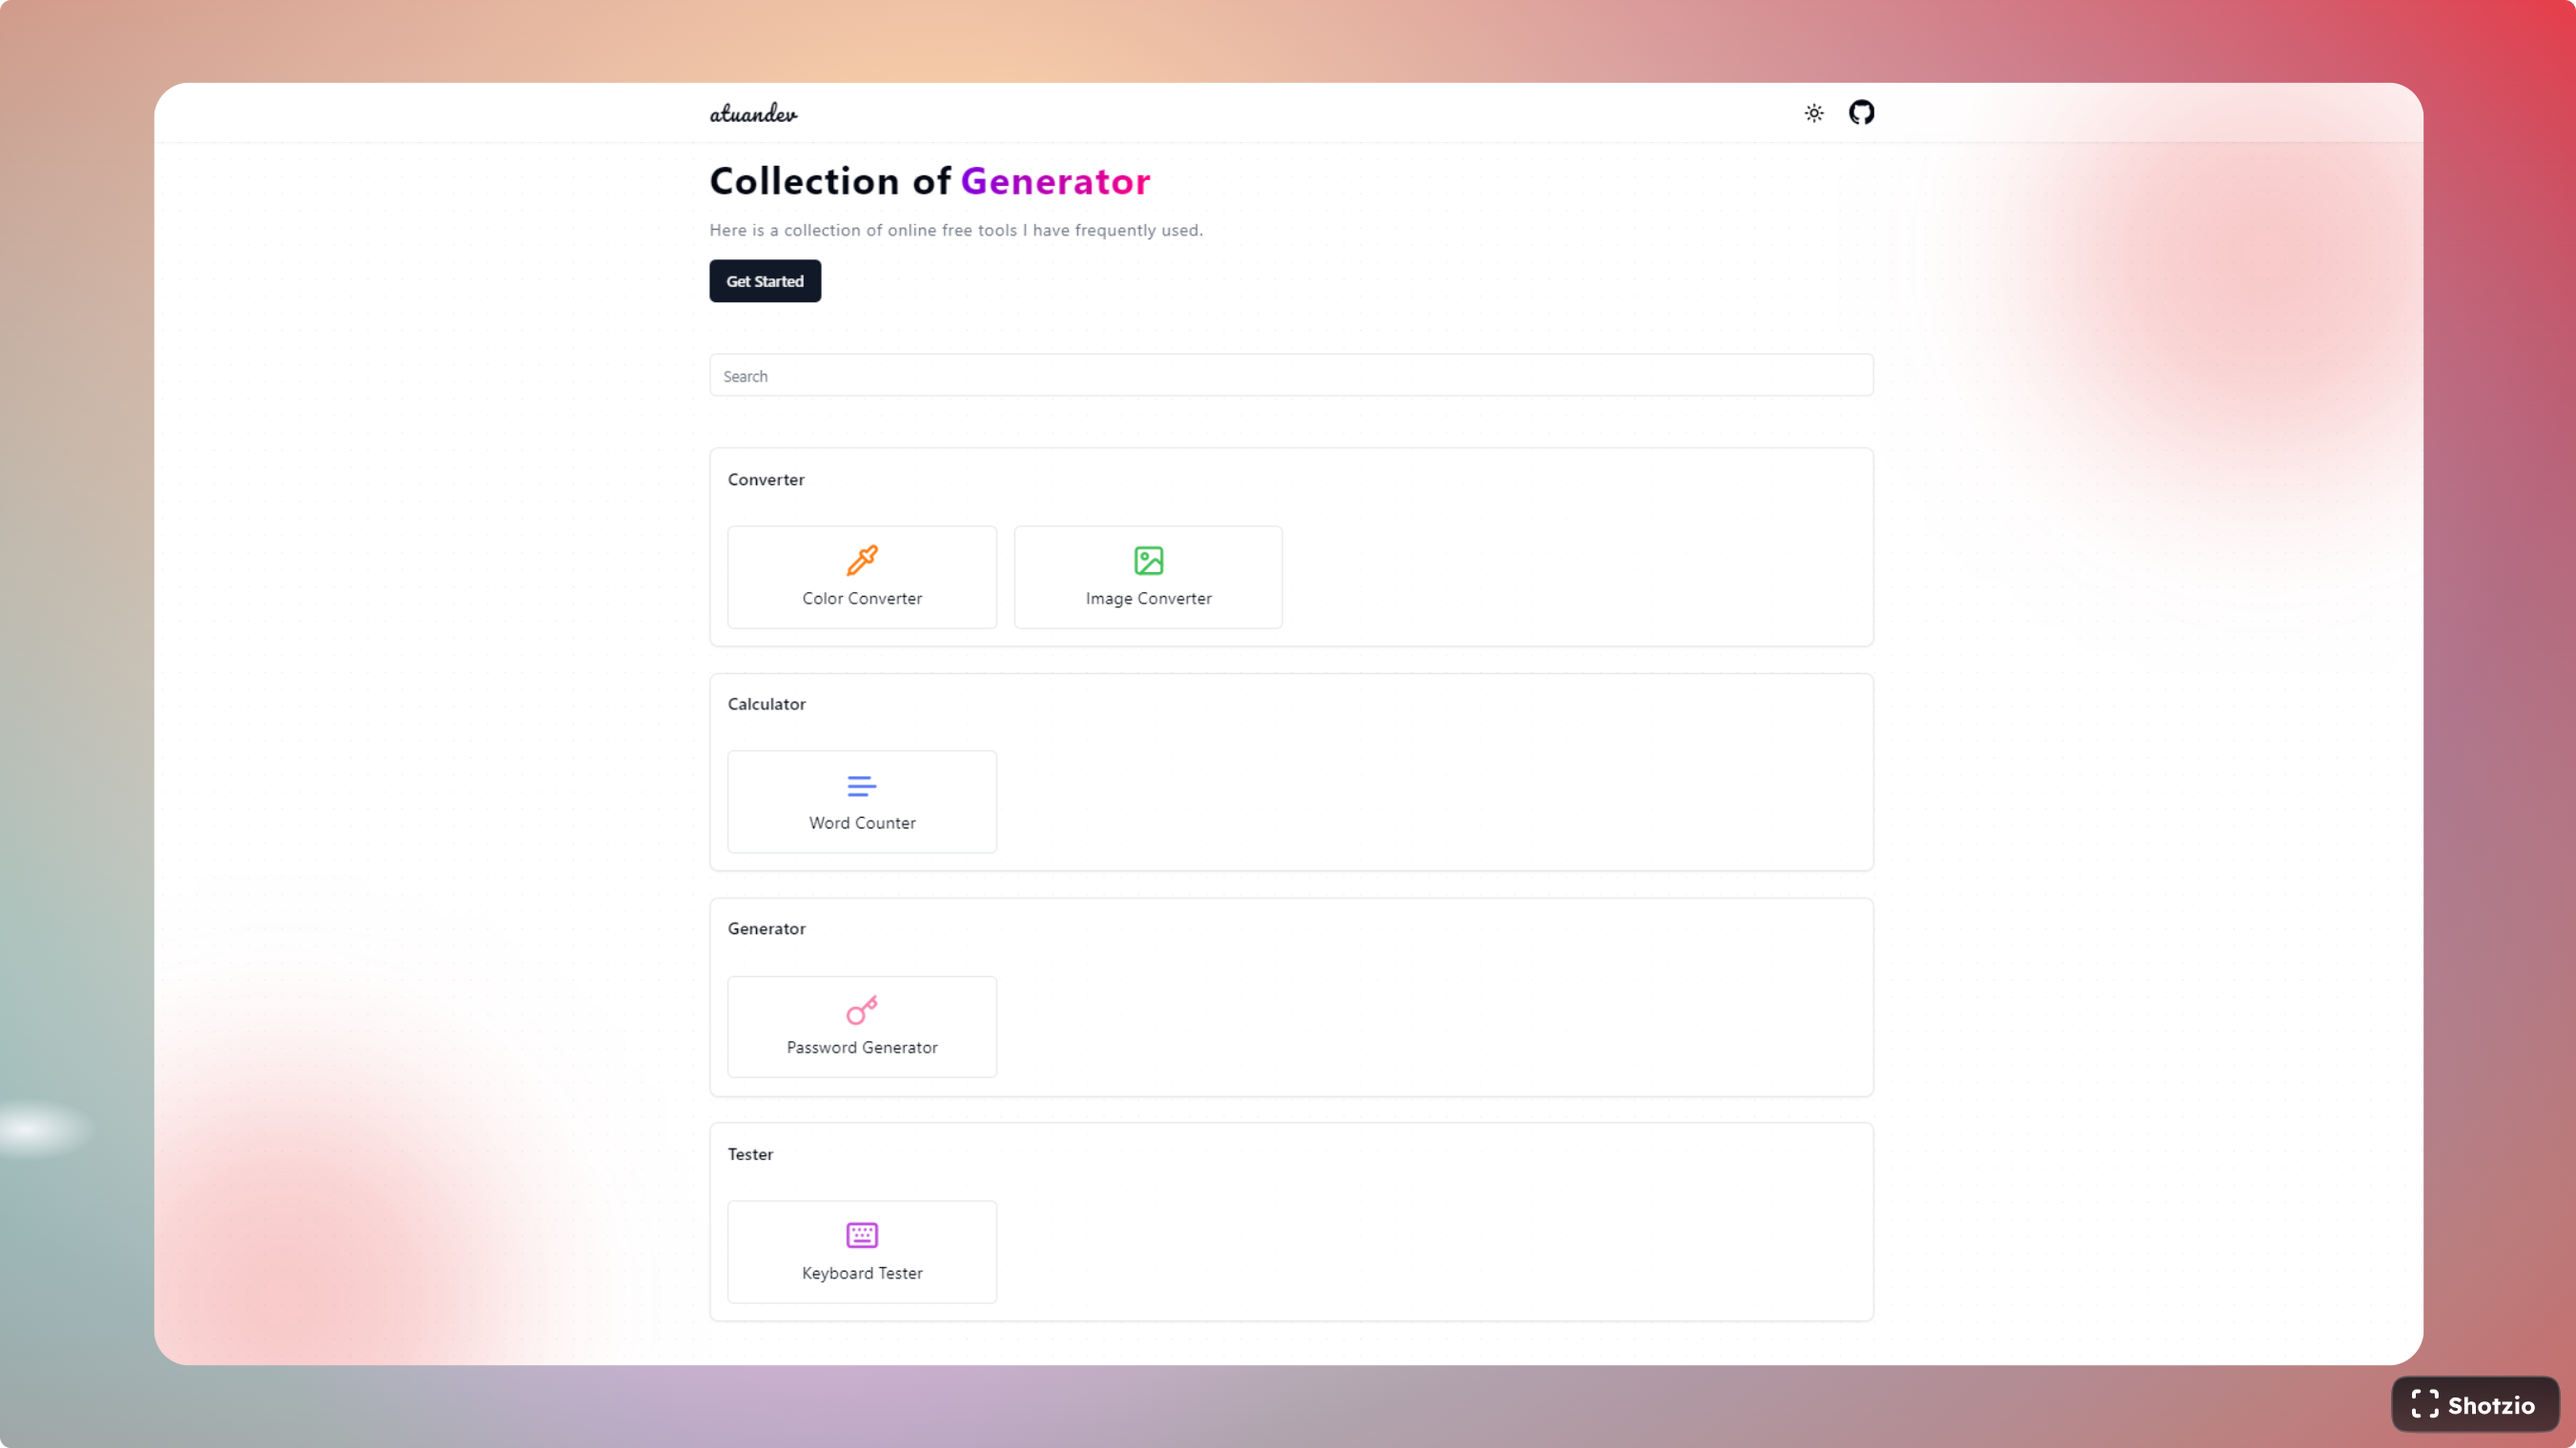 atuandev
Collection of Generator
Here is a collection of online free tools I have frequently used.
Get Started
Search
Converter
Color Converter
Image Converter
Calculator
Word Counter
Generator
Password Generator
Tester
Keyboard Tester
Shotzio